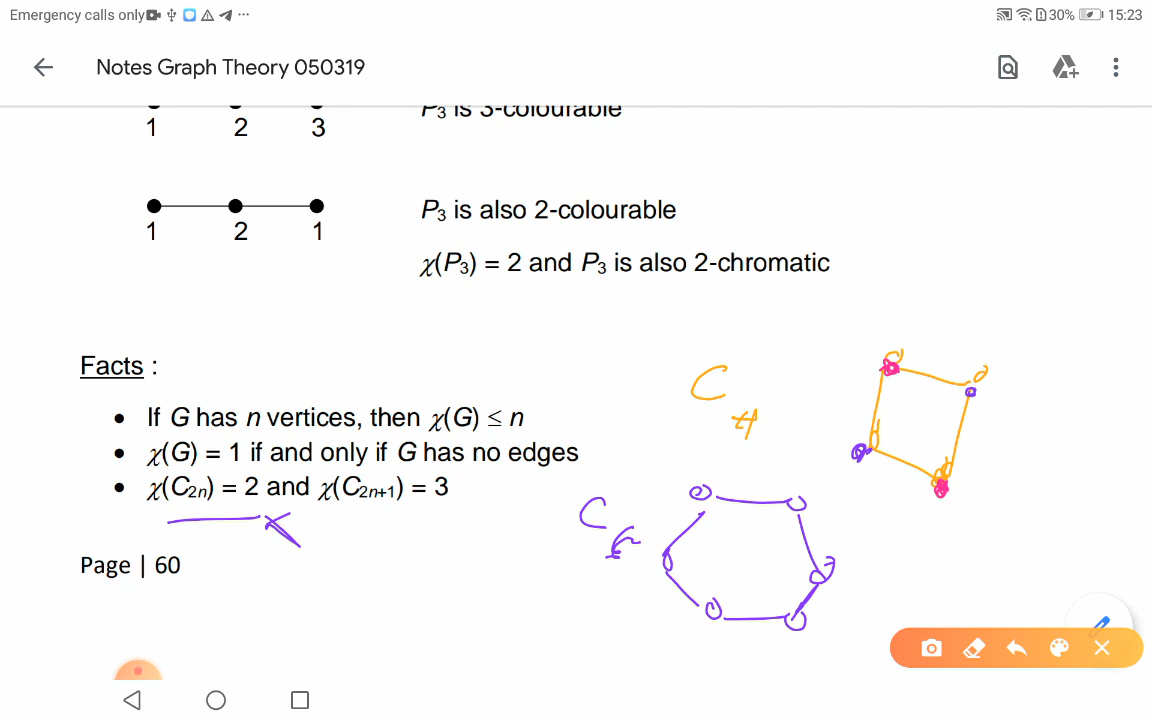 Emergency calls only ... 30% 15:23
Notes Graph Theory 050319
P₃ is 3-colourable
1 2 3
P₃ is also 2-colourable
1 2 1
χ(P₃) = 2 and P₃ is also 2-chromatic
Facts :
• If G has n vertices, then χ(G) ≤ n
• χ(G) = 1 if and only if G has no edges
• χ(C₂ₙ) = 2 and χ(C₂ₙ₊₁) = 3
C₄
C
Page | 60